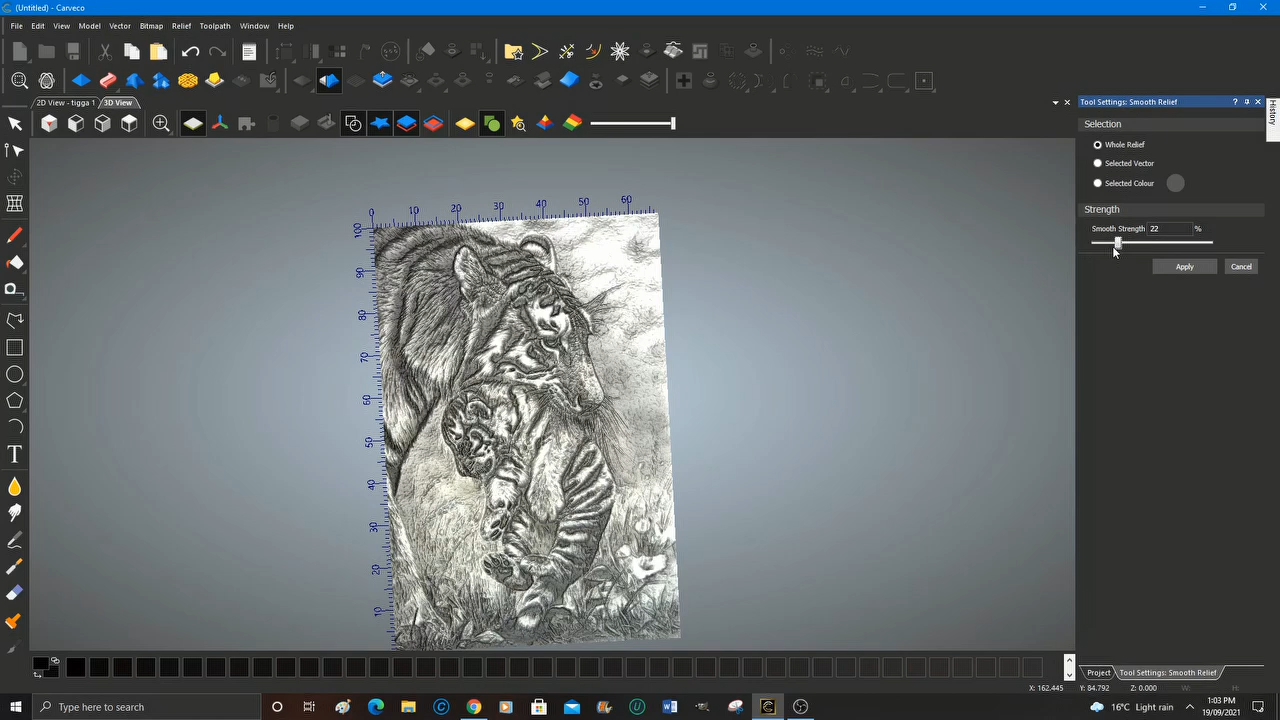 (Untitled) - Carveco
File Edit View Model Vector Bitmap Relief Toolpath Window Help
2D View - tigga 1 3D View
Tool Settings: Smooth Relief
History
Selection
Whole Relief
Selected Vector
Selected Colour
Strength
Smooth Strength 22 %
Apply Cancel
0 10 20 30 40 50 60
100
90
80
70
60
50
40
30
20
10
Project Tool Settings: Smooth Relief
X: 162.445 Y: 84.792 Z: 0.000 W: H:
Type here to search
16°C Light rain
1:03 PM
19/09/2021